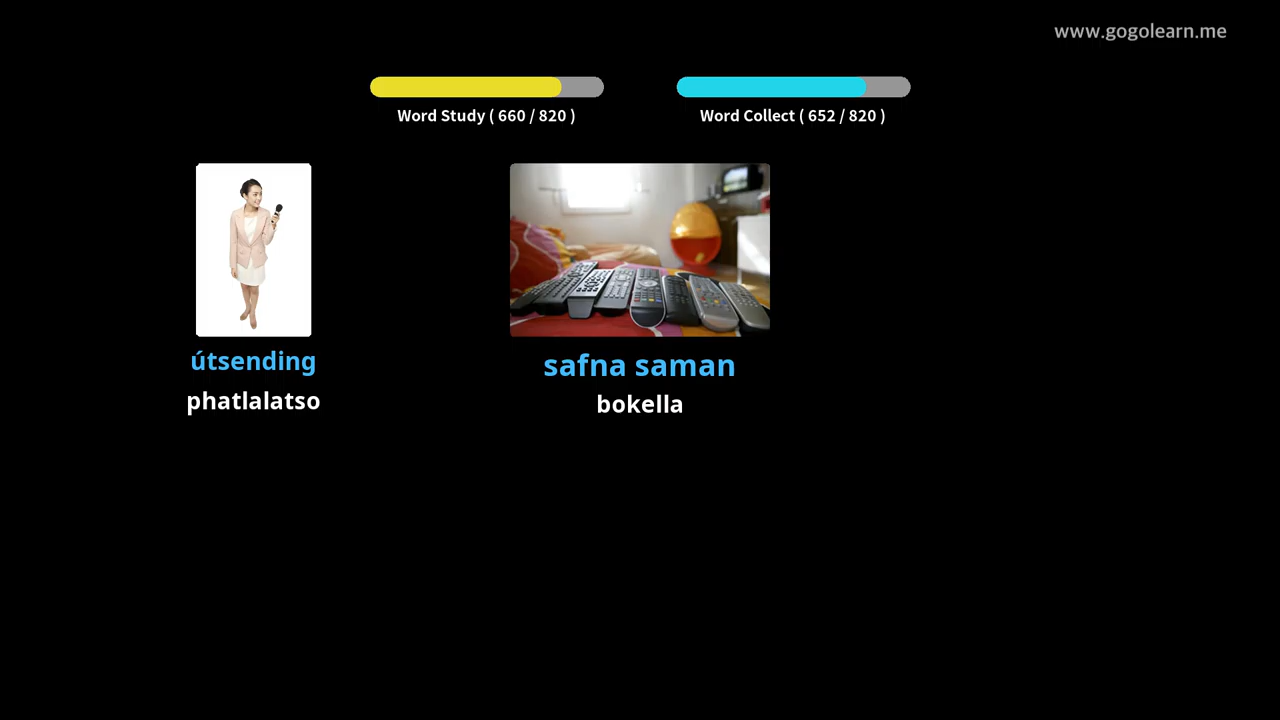 www.gogolearn.me
Word Study ( 660 / 820 )
Word Collect ( 652 / 820 )
útsending
phatlalatso
safna saman
bokella